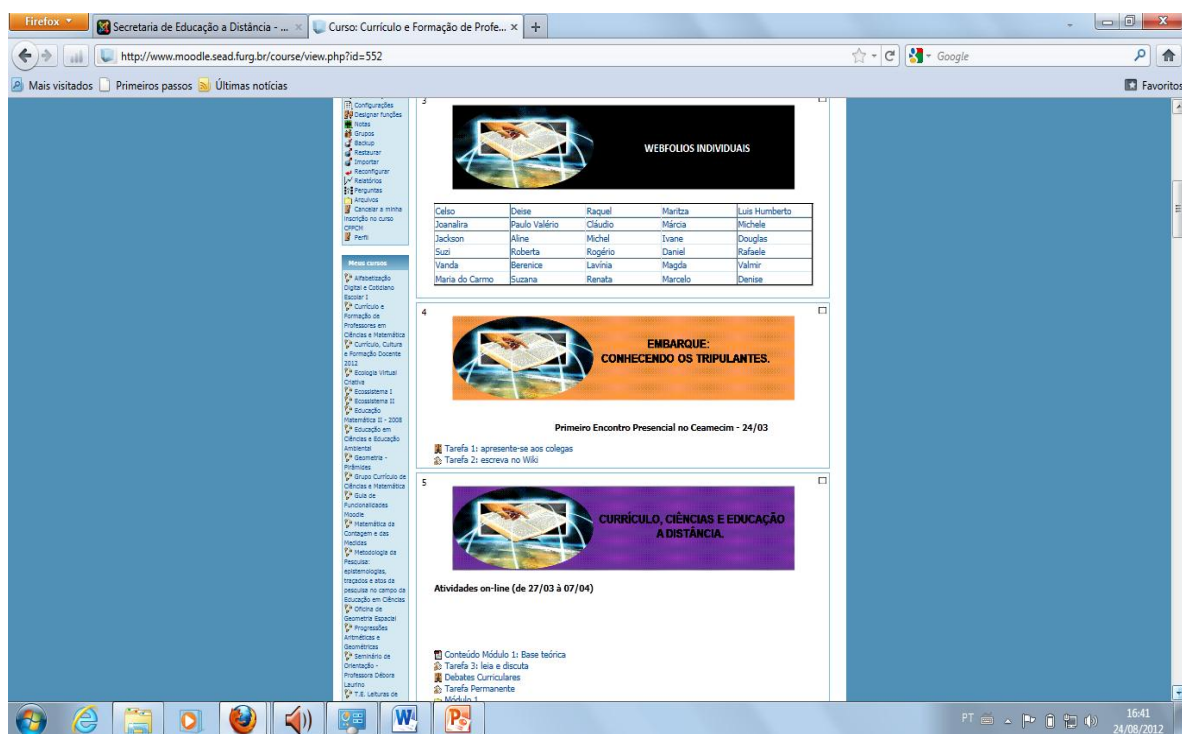 Firefox
Secretaria de Educação a Distância - ...
Curso: Currículo e Formação de Profe...
http://www.moodle.sead.furg.br/course/view.php?id=552
Google
Mais visitados Primeiros passos Últimas notícias
Favoritos
Configurações
Designar funções
Notas
Grupos
Backup
Restaurar
Importar
Reconfigurar
Relatórios
Perguntas
Arquivos
Cancelar a minha
inscrição no curso
CFPCM
Perfil
Meus cursos
Alfabetização
Digital e Cotidiano
Escolar I
Currículo e
Formação de
Professores em
Ciências e Matemática
Currículo, Cultura
e Formação Docente
2012
Ecologia Virtual
Criativa
Ecossistema I
Ecossistema II
Educação
Matemática II - 2008
Educação em
Ciências e Educação
Ambiental
Geometria -
Pirâmides
Grupo Currículo de
Ciências e Matemática
Guia de
Funcionalidades
Moodle
Matemática da
Contagem e das
Medidas
Metodologia da
Pesquisa:
epistemologias,
traçados e atos da
pesquisa no campo da
Educação em Ciências
Oficina de
Geometria Espacial
Progressões
Aritméticas e
Geométricas
Seminário de
Orientação -
Professora Débora
Laurino
T.E. Leituras de
3
WEBFOLIOS INDIVIDUAIS
Celso Deise Raquel Maritza Luis Humberto
Joanalira Paulo Valério Cláudio Márcia Michele
Jackson Aline Michel Ivane Douglas
Suzi Roberta Rogério Daniel Rafaele
Vanda Berenice Lavínia Magda Valmir
Maria do Carmo Suzana Renata Marcelo Denise
4
EMBARQUE:
CONHECENDO OS TRIPULANTES.
Primeiro Encontro Presencial no Ceamecim - 24/03
Tarefa 1: apresente-se aos colegas
Tarefa 2: escreva no Wiki
5
CURRÍCULO, CIÊNCIAS E EDUCAÇÃO
A DISTÂNCIA.
Atividades on-line (de 27/03 à 07/04)
Conteúdo Módulo 1: Base teórica
Tarefa 3: leia e discuta
Debates Curriculares
Tarefa Permanente
Módulo 1
PT
16:41
24/08/2012